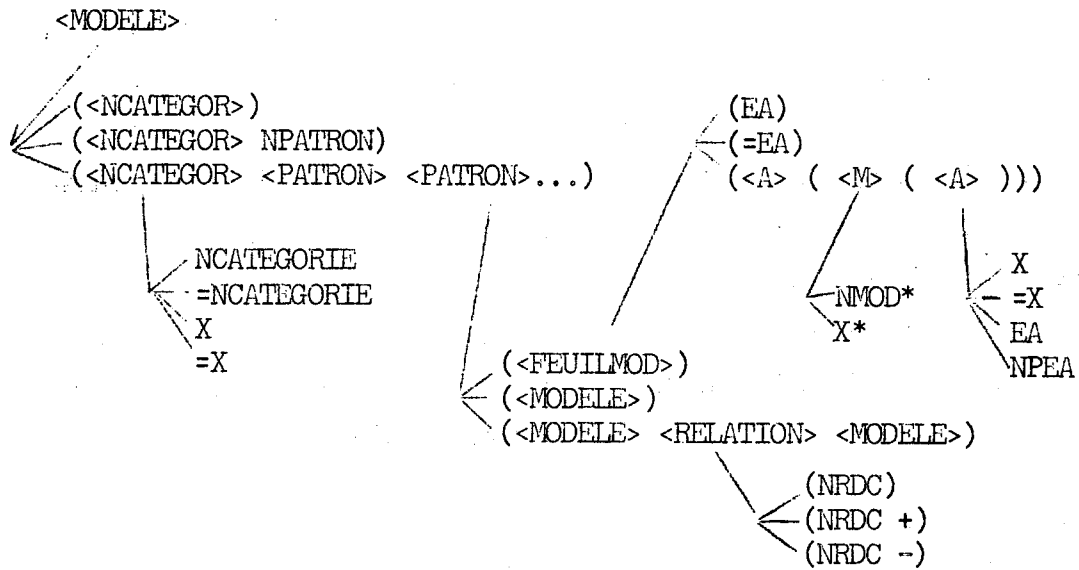 <MODELE>
(<NCATEGOR>)
(<NCATEGOR> NPATRON)
(<NCATEGOR> <PATRON> <PATRON>...)
NCATEGORIE
=NCATEGORIE
X
=X
(<FEUILMOD>)
(<MODELE>)
(<MODELE> <RELATION> <MODELE>)
(NRDC)
(NRDC +)
(NRDC -)
(EA)
(=EA)
(<A> ( <M> ( <A> )))
NMOD*
X*
X
=X
EA
NPEA